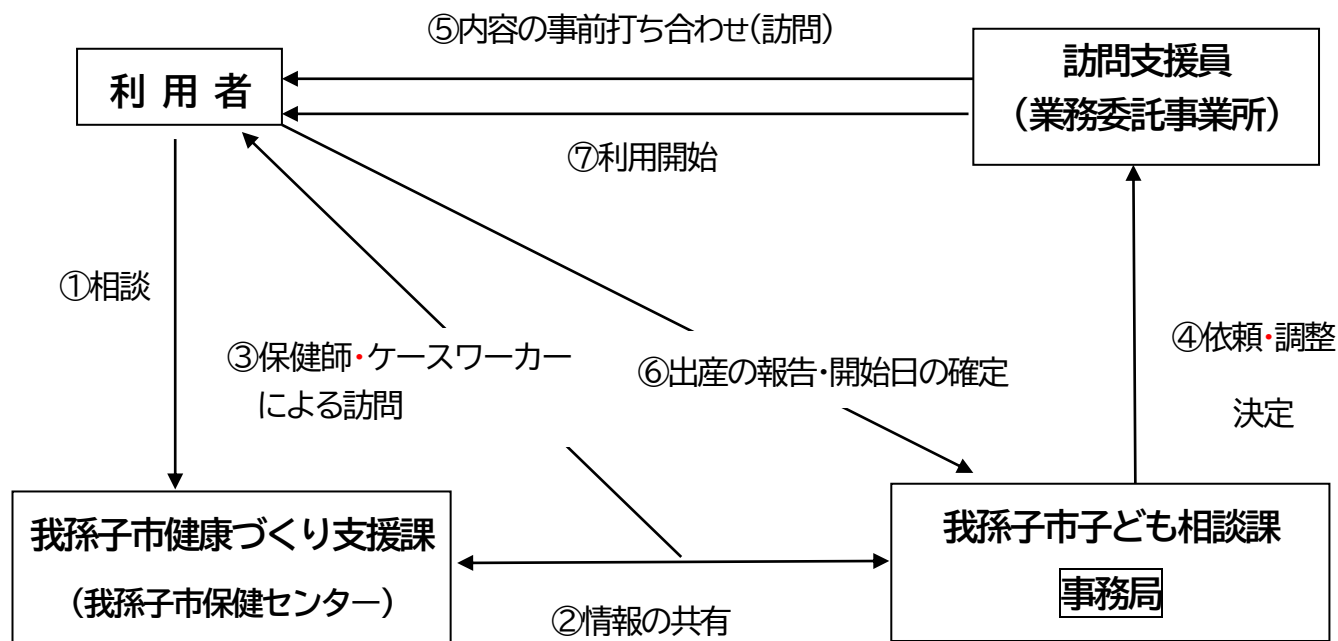 ⑤内容の事前打ち合わせ(訪問)
利 用 者
訪問支援員
(業務委託事業所)
⑦利用開始
①相談
③保健師・ケースワーカー
による訪問
⑥出産の報告・開始日の確定
④依頼・調整
決定
我孫子市健康づくり支援課
(我孫子市保健センター)
我孫子市子ども相談課
事務局
②情報の共有